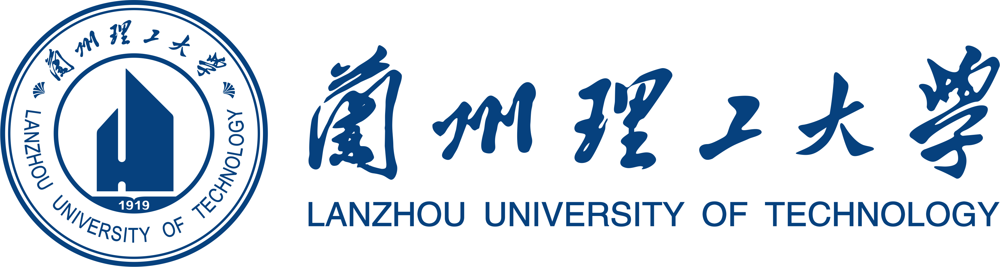 蘭州理工大學
LANZHOU UNIVERSITY OF TECHNOLOGY
1919
蘭州理工大學
LANZHOU UNIVERSITY OF TECHNOLOGY